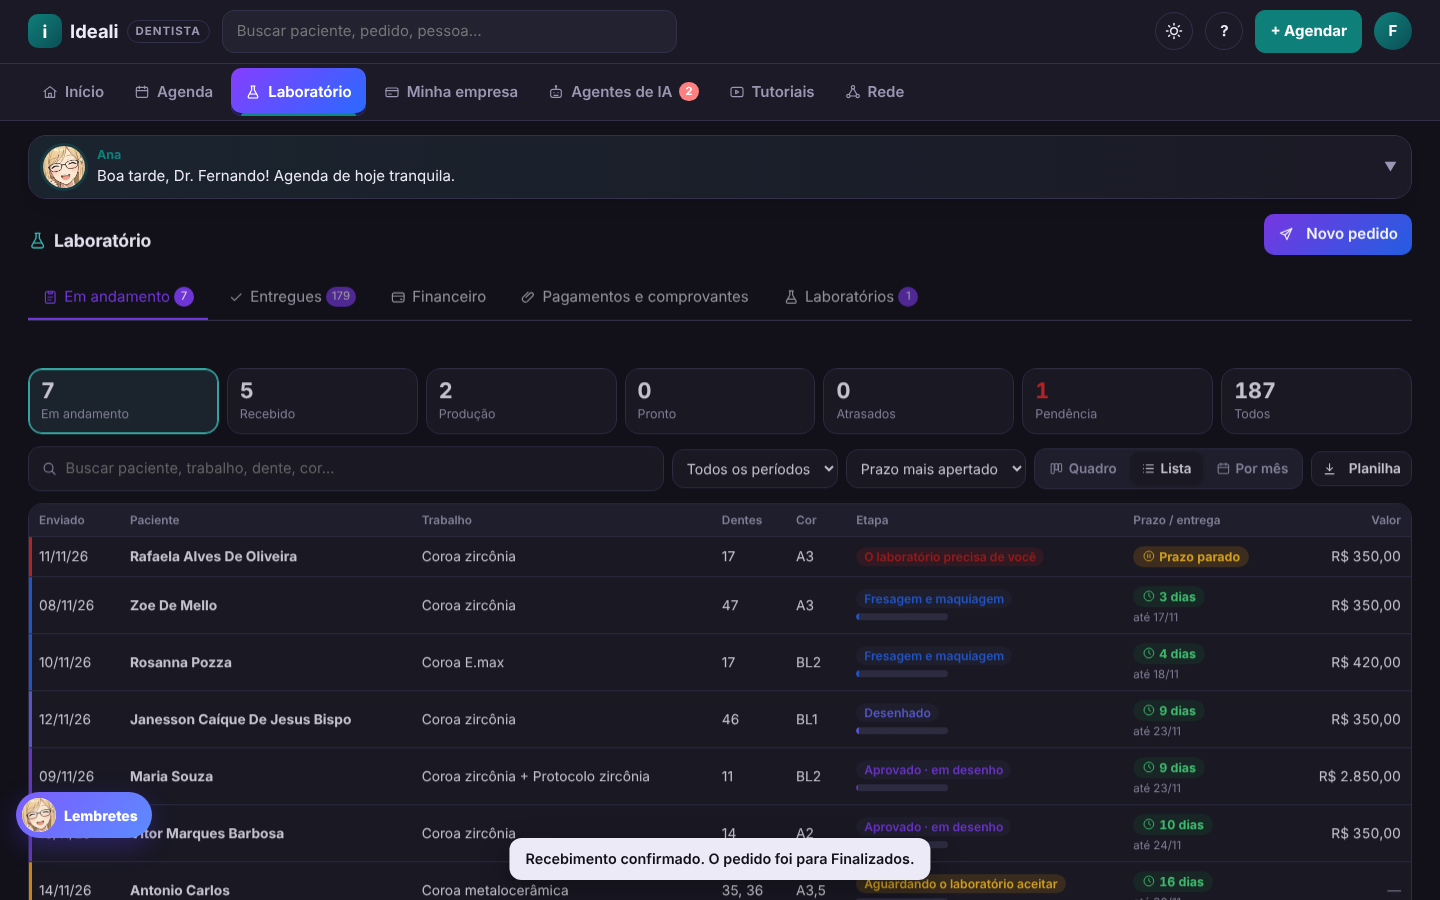 i Ideali DENTISTA Buscar paciente, pedido, pessoa... ? + Agendar F
Início Agenda Laboratório Minha empresa Agentes de IA 2 Tutoriais Rede
Ana
Boa tarde, Dr. Fernando! Agenda de hoje tranquila.
Laboratório Novo pedido
Em andamento 7 Entregues 179 Financeiro Pagamentos e comprovantes Laboratórios 1
7 5 2 0 0 1 187
Em andamento Recebido Produção Pronto Atrasados Pendência Todos
Buscar paciente, trabalho, dente, cor... Todos os períodos Prazo mais apertado Quadro Lista Por mês Planilha
Enviado Paciente Trabalho Dentes Cor Etapa Prazo / entrega Valor
11/11/26 Rafaela Alves De Oliveira Coroa zircônia 17 A3 O laboratório precisa de você Prazo parado R$ 350,00
08/11/26 Zoe De Mello Coroa zircônia 47 A3 Fresagem e maquiagem 3 dias R$ 350,00
até 17/11
10/11/26 Rosanna Pozza Coroa E.max 17 BL2 Fresagem e maquiagem 4 dias R$ 420,00
até 18/11
12/11/26 Janesson Caíque De Jesus Bispo Coroa zircônia 46 BL1 Desenhado 9 dias R$ 350,00
até 23/11
09/11/26 Maria Souza Coroa zircônia + Protocolo zircônia 11 BL2 Aprovado · em desenho 9 dias R$ 2.850,00
até 23/11
Lembretes
Marques Barbosa Coroa zircônia 14 A2 Aprovado · em desenho 10 dias R$ 350,00
até 24/11
Recebimento confirmado. O pedido foi para Finalizados.
14/11/26 Antonio Carlos Coroa metalocerâmica 35, 36 A3,5 Aguardando o laboratório aceitar 16 dias —